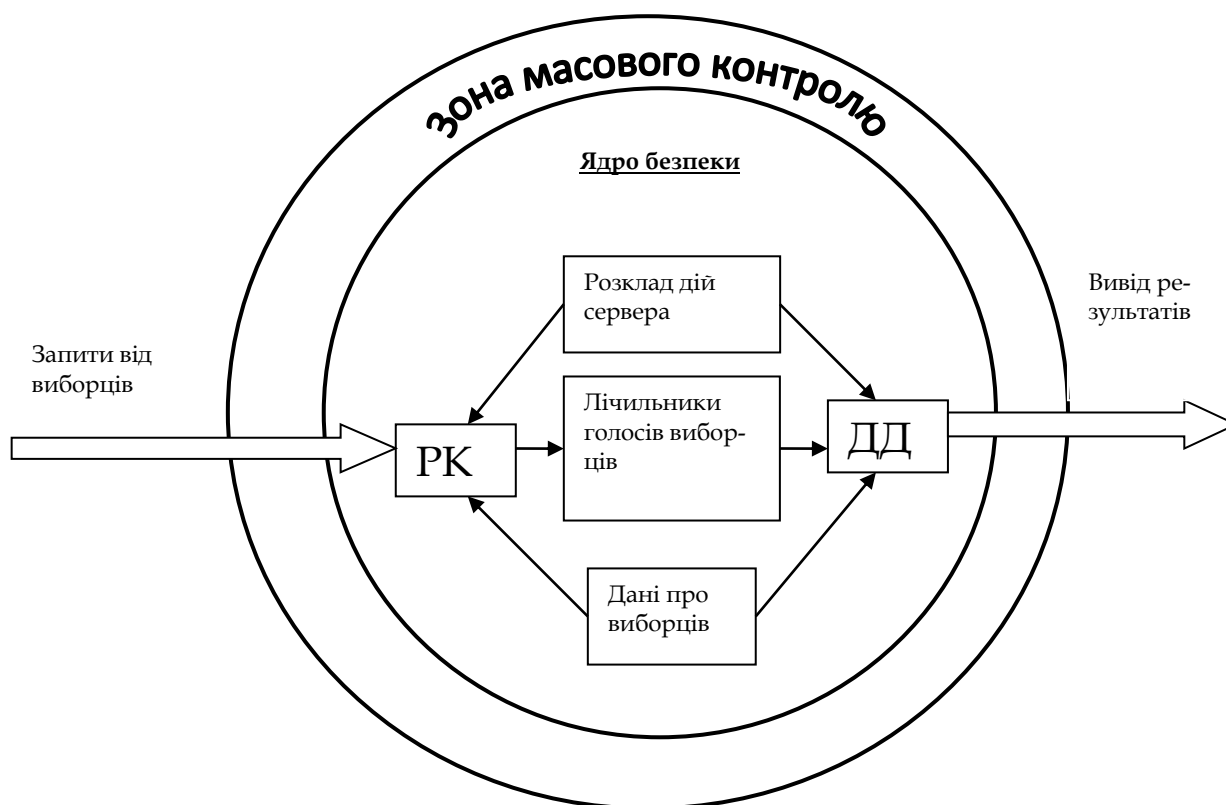 Зона масового контролю
Ядро безпеки
Розклад дій
сервера
Вивід ре-
зультатів
Запити від
виборців
Лічильники
голосів вибор-
ців
РК
ДД
Дані про
виборців